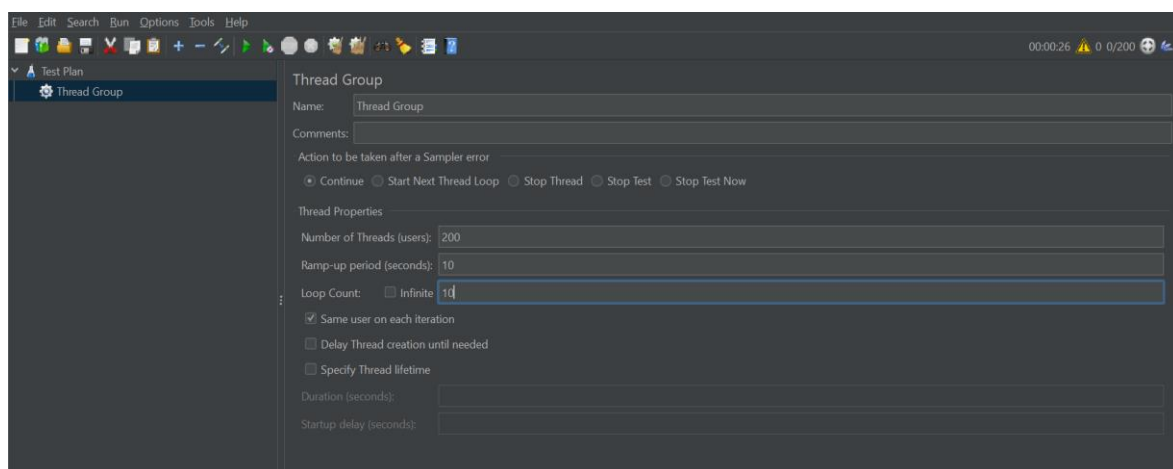 File Edit Search Run Options Tools Help
00:00:26 0 0/200
Test Plan
Thread Group
Thread Group
Name: Thread Group
Comments:
Action to be taken after a Sampler error
Continue Start Next Thread Loop Stop Thread Stop Test Stop Test Now
Thread Properties
Number of Threads (users): 200
Ramp-up period (seconds): 10
Loop Count: Infinite 10
Same user on each iteration
Delay Thread creation until needed
Specify Thread lifetime
Duration (seconds):
Startup delay (seconds):